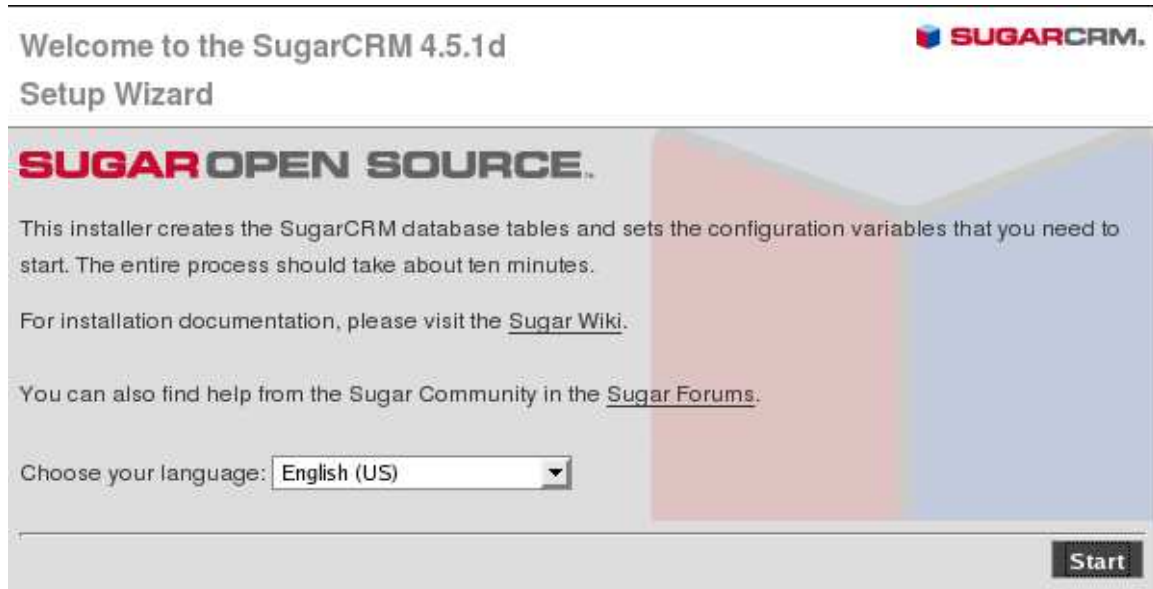 Welcome to the SugarCRM 4.5.1d
Setup Wizard
SUGARCRM.
SUGAR OPEN SOURCE™
This installer creates the SugarCRM database tables and sets the configuration variables that you need to
start. The entire process should take about ten minutes.
For installation documentation, please visit the Sugar Wiki.
You can also find help from the Sugar Community in the Sugar Forums.
Choose your language: English (US)
Start